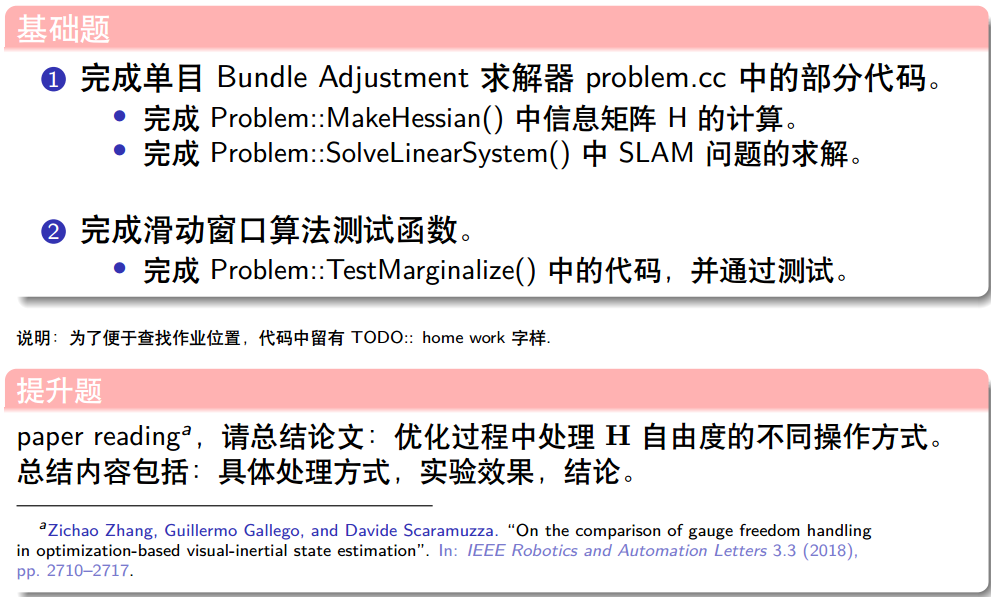 基础题
1 完成单目 Bundle Adjustment 求解器 problem.cc 中的部分代码。
• 完成 Problem::MakeHessian() 中信息矩阵 H 的计算。
• 完成 Problem::SolveLinearSystem() 中 SLAM 问题的求解。
2 完成滑动窗口算法测试函数。
• 完成 Problem::TestMarginalize() 中的代码，并通过测试。
说明：为了便于查找作业位置，代码中留有 TODO:: home work 字样.
提升题
paper readingᵃ，请总结论文：优化过程中处理 H 自由度的不同操作方式。
总结内容包括：具体处理方式，实验效果，结论。
ᵃZichao Zhang, Guillermo Gallego, and Davide Scaramuzza. “On the comparison of gauge freedom handling
in optimization-based visual-inertial state estimation”. In: IEEE Robotics and Automation Letters 3.3 (2018),
pp. 2710–2717.